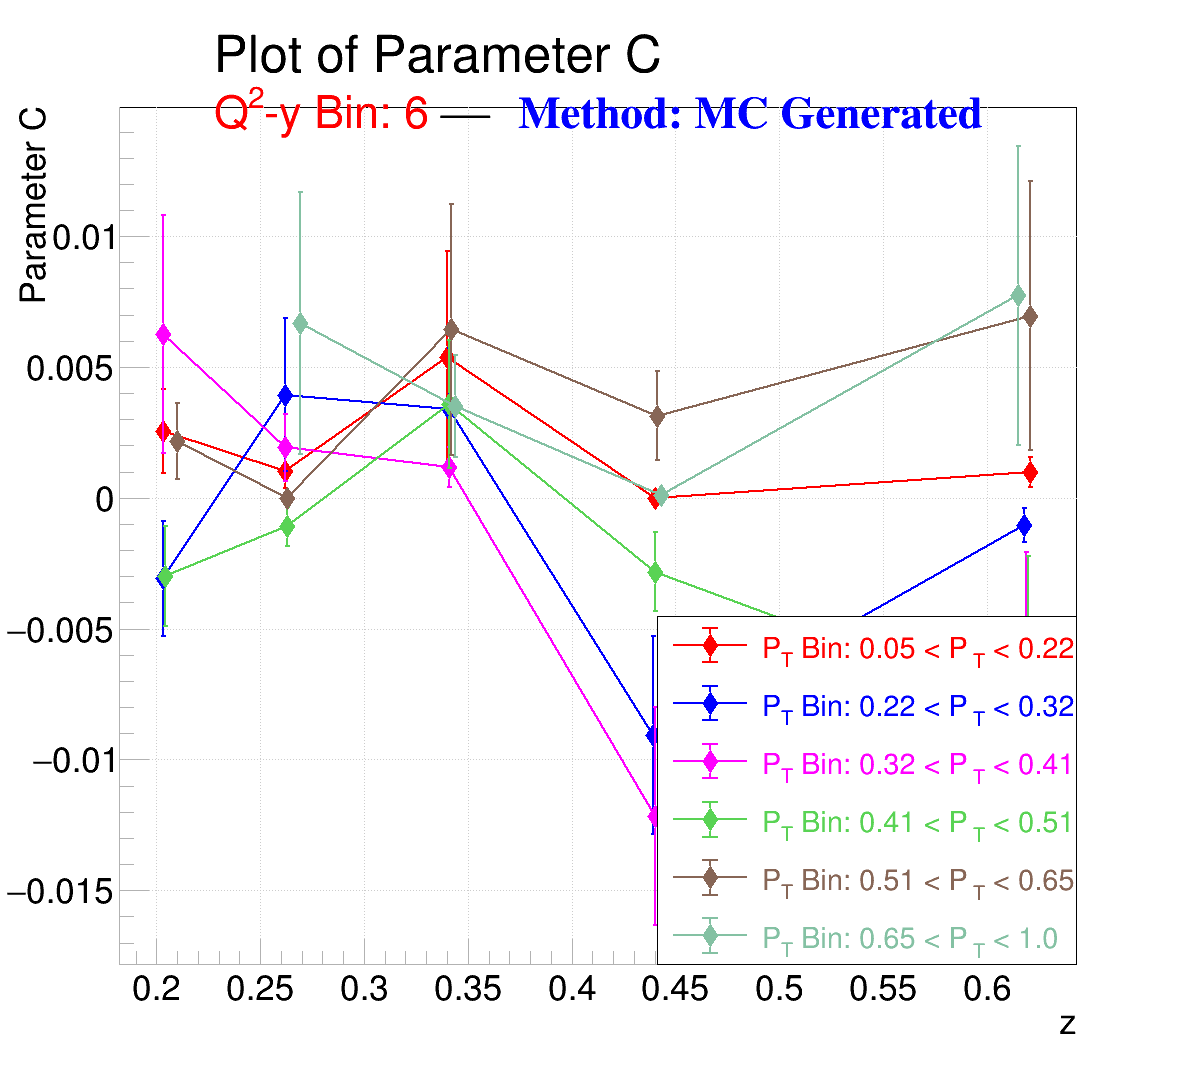 Plot of Parameter C
Q²-y Bin: 6 — Method: MC Generated
Parameter C
0.01
0.005
0
−0.005
−0.01
−0.015
P_T Bin: 0.05 < P_T < 0.22
P_T Bin: 0.22 < P_T < 0.32
P_T Bin: 0.32 < P_T < 0.41
P_T Bin: 0.41 < P_T < 0.51
P_T Bin: 0.51 < P_T < 0.65
P_T Bin: 0.65 < P_T < 1.0
0.2 0.25 0.3 0.35 0.4 0.45 0.5 0.55 0.6
z